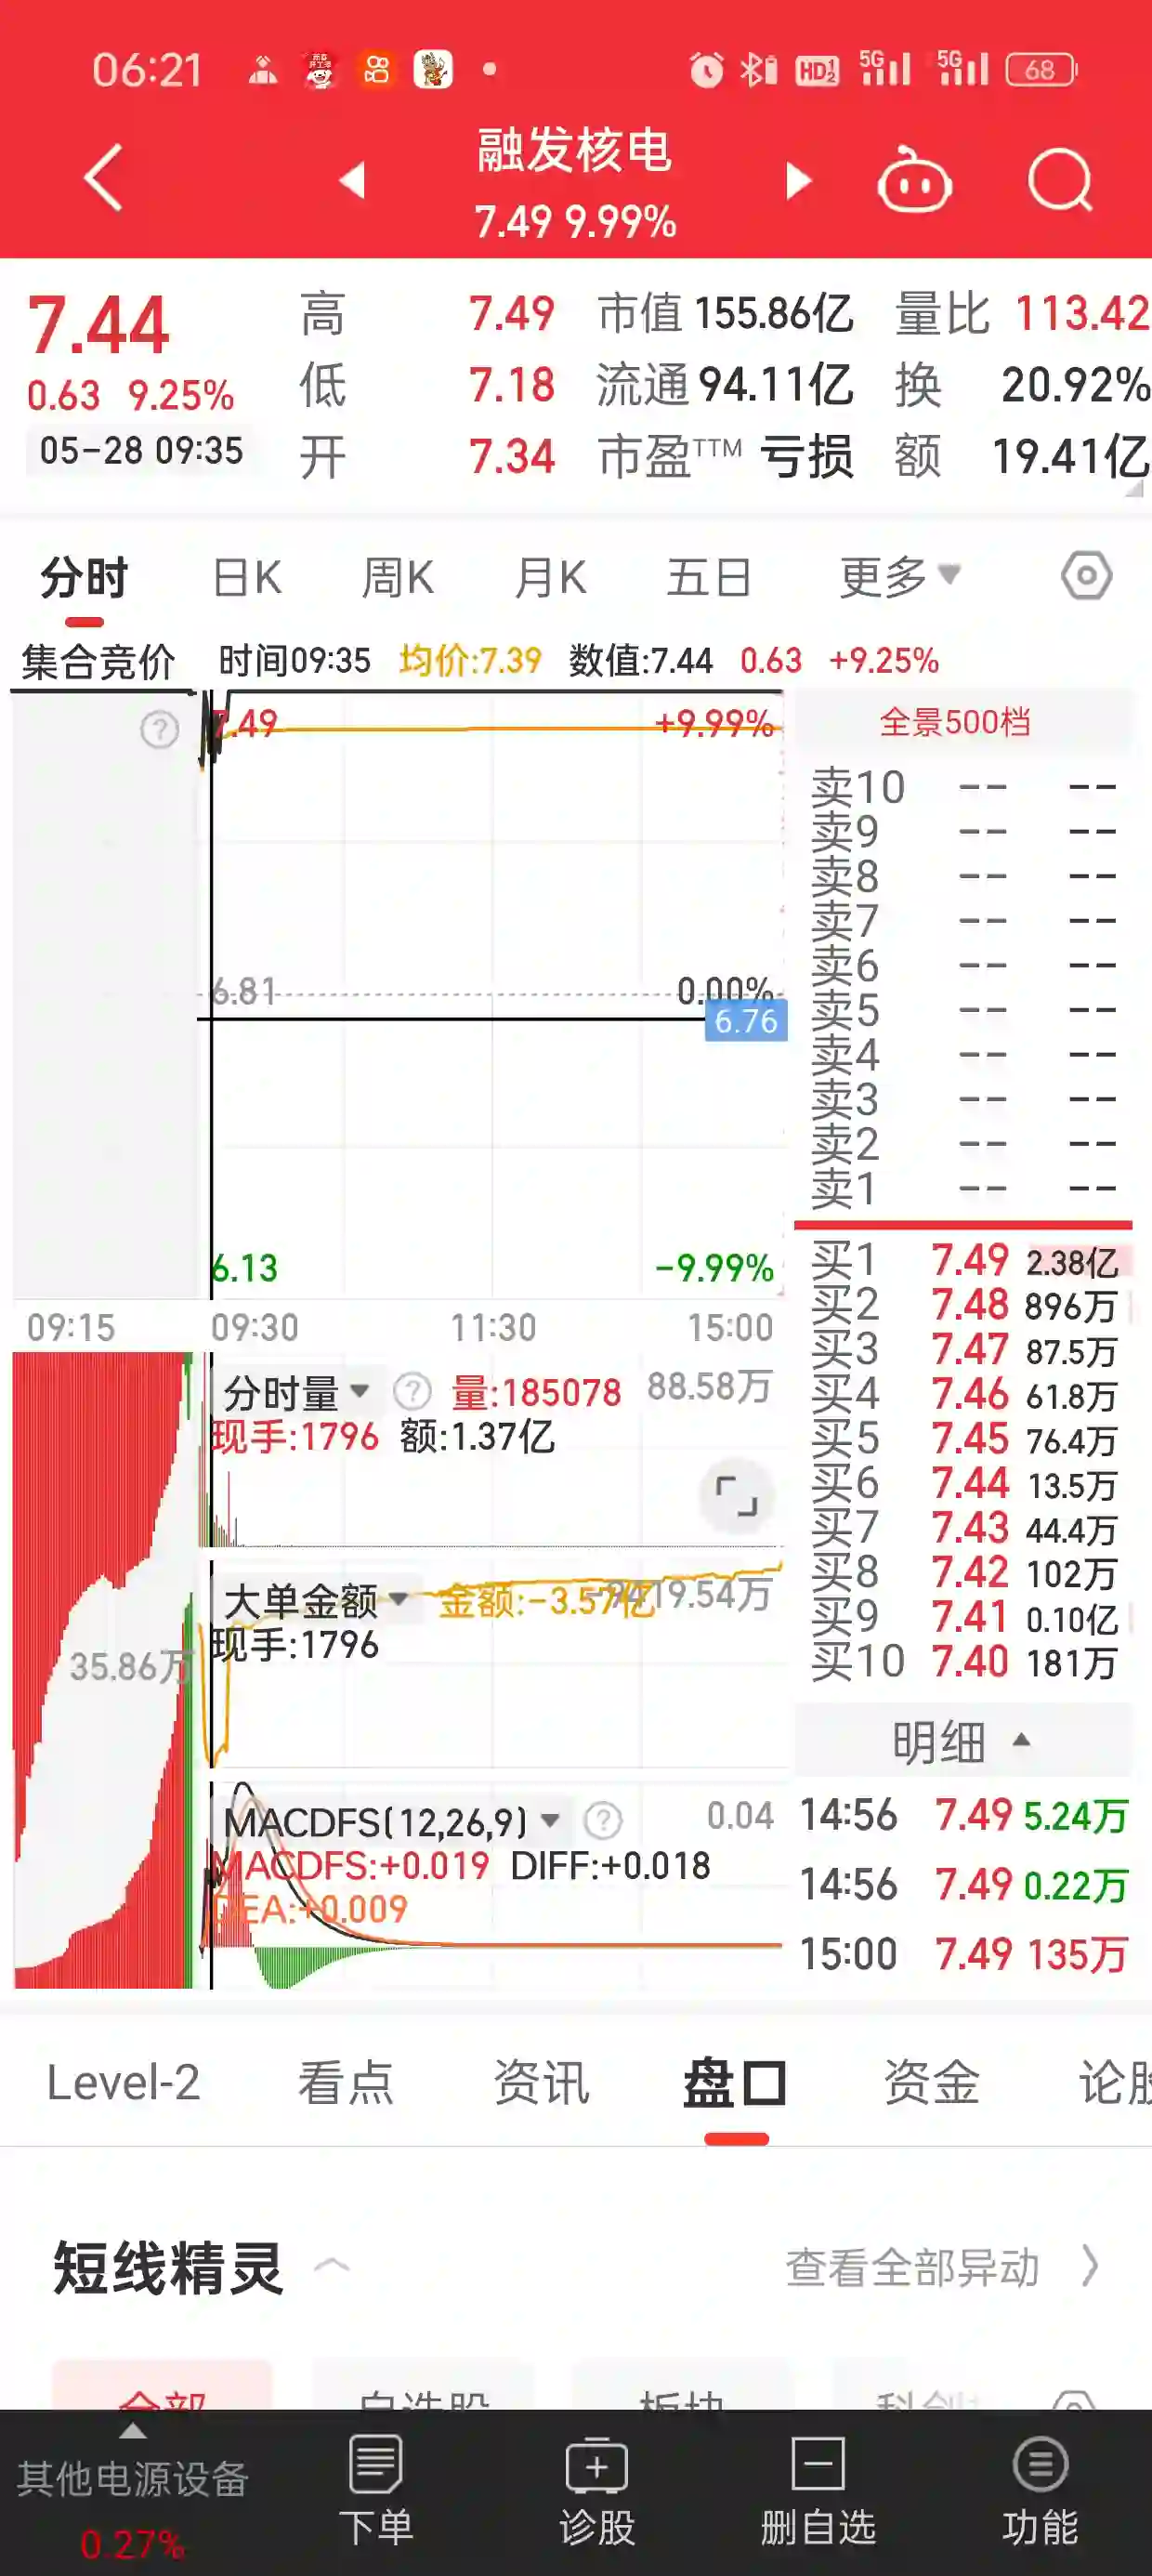 06:21 HD1 2 5G 5G 68
融发核电
7.49 9.99%
7.44 高 7.49 市值 155.86亿 量比 113.42
0.63 9.25% 低 7.18 流通 94.11亿 换 20.92%
05-28 09:35 开 7.34 市盈TTM 亏损 额 19.41亿
分时 日K 周K 月K 五日 更多
集合竞价 时间09:35 均价:7.39 数值:7.44 0.63 +9.25%
7.49 +9.99%
6.81 0.00%
6.76
6.13 -9.99%
09:15 09:30 11:30 15:00
全景500档
卖10 -- --
卖9 -- --
卖8 -- --
卖7 -- --
卖6 -- --
卖5 -- --
卖4 -- --
卖3 -- --
卖2 -- --
卖1 -- --
买1 7.49 2.38亿
买2 7.48 896万
买3 7.47 87.5万
买4 7.46 61.8万
买5 7.45 76.4万
买6 7.44 13.5万
买7 7.43 44.4万
买8 7.42 102万
买9 7.41 0.10亿
买10 7.40 181万
分时量 量:185078 88.58万
现手:1796 额:1.37亿
大单金额 金额:-3.57亿
现手:1796
35.86万
MACDFS(12,26,9) 0.04
MACDFS:+0.019 DIFF:+0.018
DEA:+0.009
明细
14:56 7.49 5.24万
14:56 7.49 0.22万
15:00 7.49 135万
Level-2 看点 资讯 盘口 资金 论股
短线精灵 查看全部异动
全部 自选股 板块 科创
其他电源设备
0.27%
下单 诊股 删自选 功能